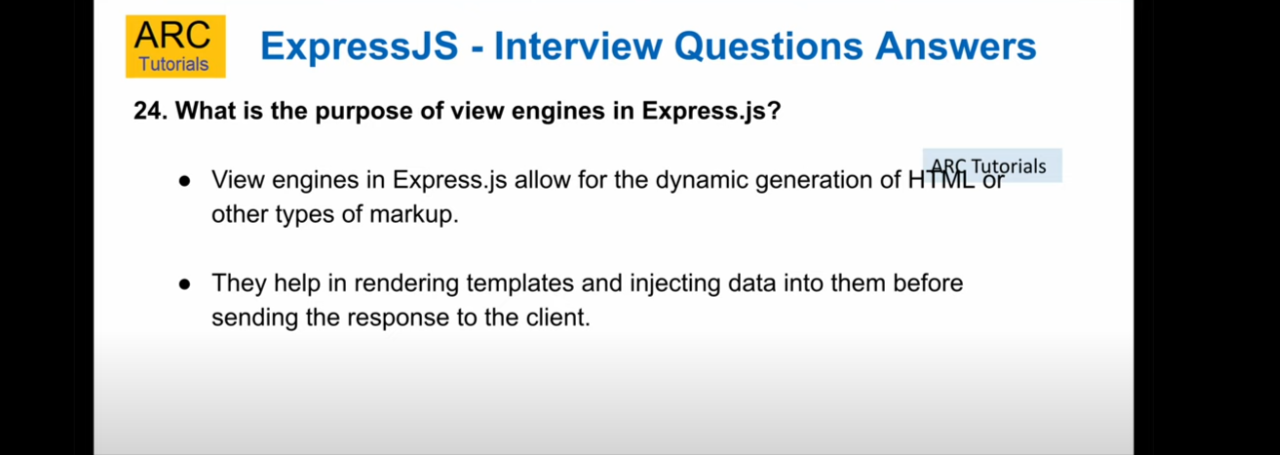 ARC
Tutorials
ExpressJS - Interview Questions Answers
24. What is the purpose of view engines in Express.js?
ARC Tutorials
● View engines in Express.js allow for the dynamic generation of HTML or
other types of markup.
● They help in rendering templates and injecting data into them before
sending the response to the client.